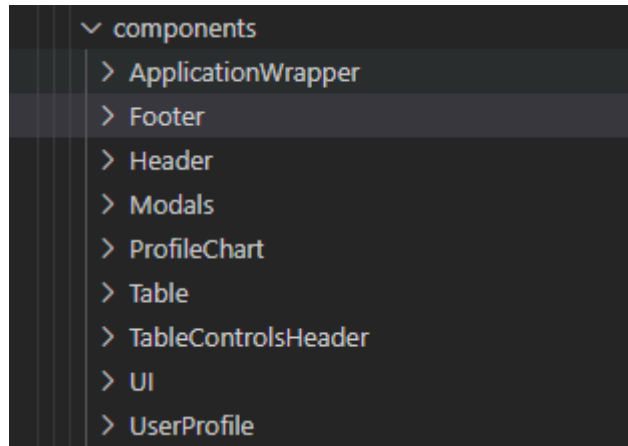 components
ApplicationWrapper
Footer
Header
Modals
ProfileChart
Table
TableControlsHeader
UI
UserProfile